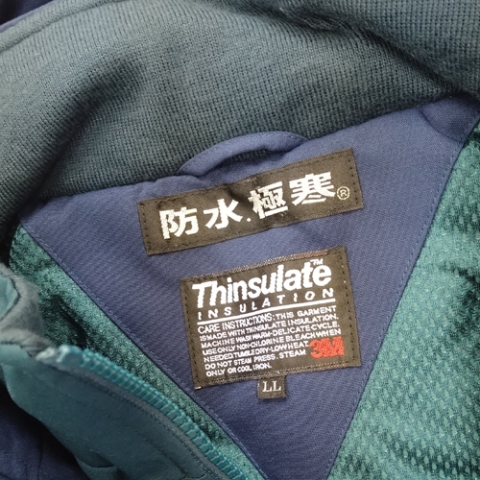 防水.極寒®
Thinsulate™
INSULATION
CARE INSTRUCTIONS: THIS GARMENT
IS MADE WITH THINSULATE INSULATION.
MACHINE WASH WARM-DELICATE CYCLE.
USE ONLY NON-CHLORINE BLEACH WHEN
NEEDED TUMBLE DRY-LOW HEAT.
DO NOT STEAM PRESS. STEAM
ONLY OR COOL IRON.
3M
LL